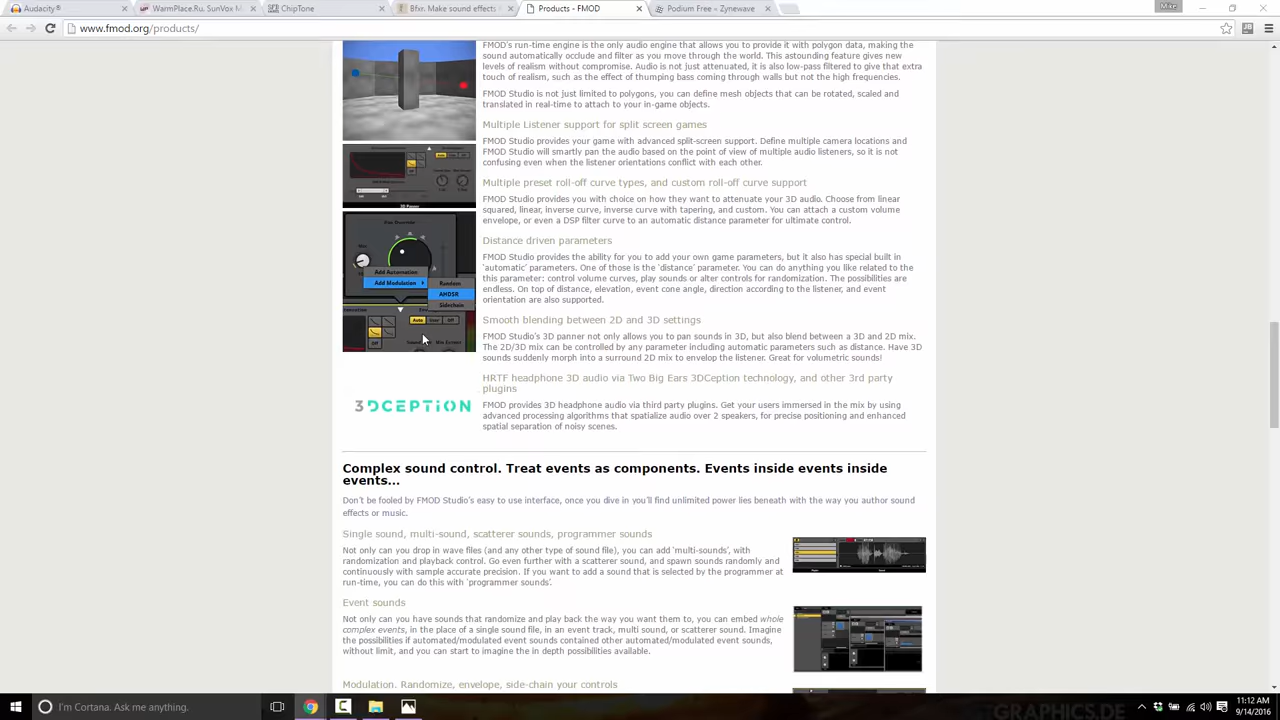 Audacity®
WarmPlace.Ru. SunVox M
ChipTone
Bfxr. Make sound effects
Products - FMOD
Podium Free « Zynewave
Mike
www.fmod.org/products/
FMOD's run-time engine is the only audio engine that allows you to provide it with polygon data, making the
sound automatically occlude and filter as you move through the world. This astounding feature gives new
levels of realism without compromise. Audio is not just attenuated, it is also low-pass filtered to give that extra
touch of realism, such as the effect of thumping bass coming through walls but not the high frequencies.
FMOD Studio is not just limited to polygons, you can define mesh objects that can be rotated, scaled and
translated in real-time to attach to your in-game objects.
Multiple Listener support for split screen games
FMOD Studio provides your game with advanced split-screen support. Define multiple camera locations and
FMOD Studio will smartly pan the audio based on the point of view of multiple audio listeners, so it is not
confusing even when the listener orientations conflict with each other.
Multiple preset roll-off curve types, and custom roll-off curve support
FMOD Studio provides you with choice on how they want to attenuate your 3D audio. Choose from linear
squared, linear, inverse curve, inverse curve with tapering, and custom. You can attach a custom volume
envelope, or even a DSP filter curve to an automatic distance parameter for ultimate control.
Add Automation
Add Modulation
Random
AHDSR
Sidechain
Auto
Off
Distance driven parameters
FMOD Studio provides the ability for you to add your own game parameters, but it also has special built in
'automatic' parameters. One of those is the 'distance' parameter. You can do anything you like related to the
this parameter: control volume curves, play sounds or alter controls for randomization. The possibilities are
endless. On top of distance, elevation, event cone angle, direction according to the listener, and event
orientation are also supported.
Smooth blending between 2D and 3D settings
FMOD Studio's 3D panner not only allows you to pan sounds in 3D, but also blend between a 3D and 2D mix.
The 2D/3D mix can be controlled by any parameter including automatic parameters such as distance. Have 3D
sounds suddenly morph into a surround 2D mix to envelop the listener. Great for volumetric sounds!
HRTF headphone 3D audio via Two Big Ears 3DCeption technology, and other 3rd party
plugins
3DCEPTION
FMOD provides 3D headphone audio via third party plugins. Get your users immersed in the mix by using
advanced processing algorithms that spatialize audio over 2 speakers, for precise positioning and enhanced
spatial separation of noisy scenes.
Complex sound control. Treat events as components. Events inside events inside
events...
Don't be fooled by FMOD Studio's easy to use interface, once you dive in you'll find unlimited power lies beneath with the way you author sound
effects or music.
Single sound, multi-sound, scatterer sounds, programmer sounds
Not only can you drop in wave files (and any other type of sound file), you can add 'multi-sounds', with
randomization and playback control. Go even further with a scatterer sound, and spawn sounds randomly and
continuously with sample accurate precision. If you want to add a sound that is selected by the programmer at
run-time, you can do this with 'programmer sounds'.
Event sounds
Not only can you have sounds that randomize and play back the way you want them to, you can embed whole
complex events, in the place of a single sound file, in an event track, multi sound, or scatterer sound. Imagine
the possibilities if automated/modulated event sounds contained other automated/modulated event sounds,
without limit, and you can start to imagine the in depth possibilities available.
Modulation. Randomize, envelope, side-chain your controls
I'm Cortana. Ask me anything.
11:12 AM
9/14/2016
GRAPHICS.DE